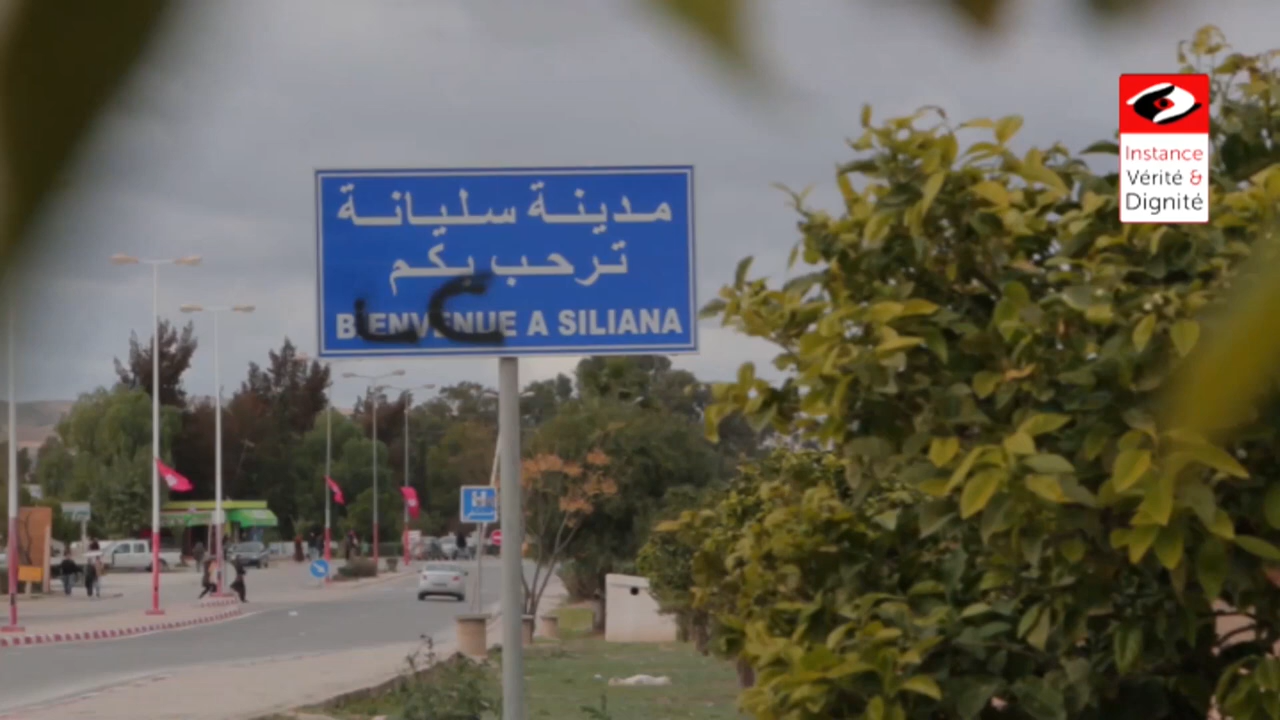 مدينة سليانة
ترحب بكم
BIENVENUE A SILIANA
H
Instance
Vérité &
Dignité